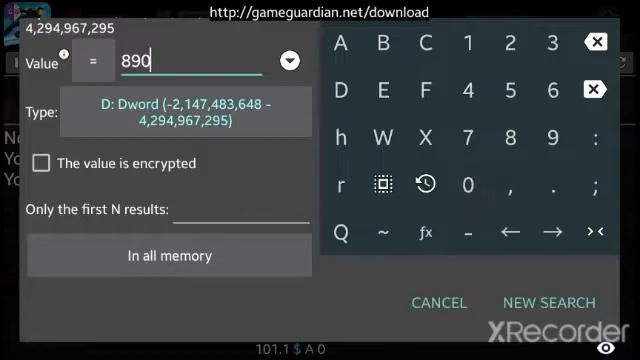 http://gameguardian.net/download
4,294,967,295
Value i = 890
Type: D: Dword (-2,147,483,648 -
4,294,967,295)
The value is encrypted
Only the first N results:
In all memory
A B C 1 2 3
D E F 4 5 6
h W X 7 8 9 :
r 0 , . ;
Q ~ ƒx - ← → ><
CANCEL NEW SEARCH
XRecorder
101.1 $ A 0